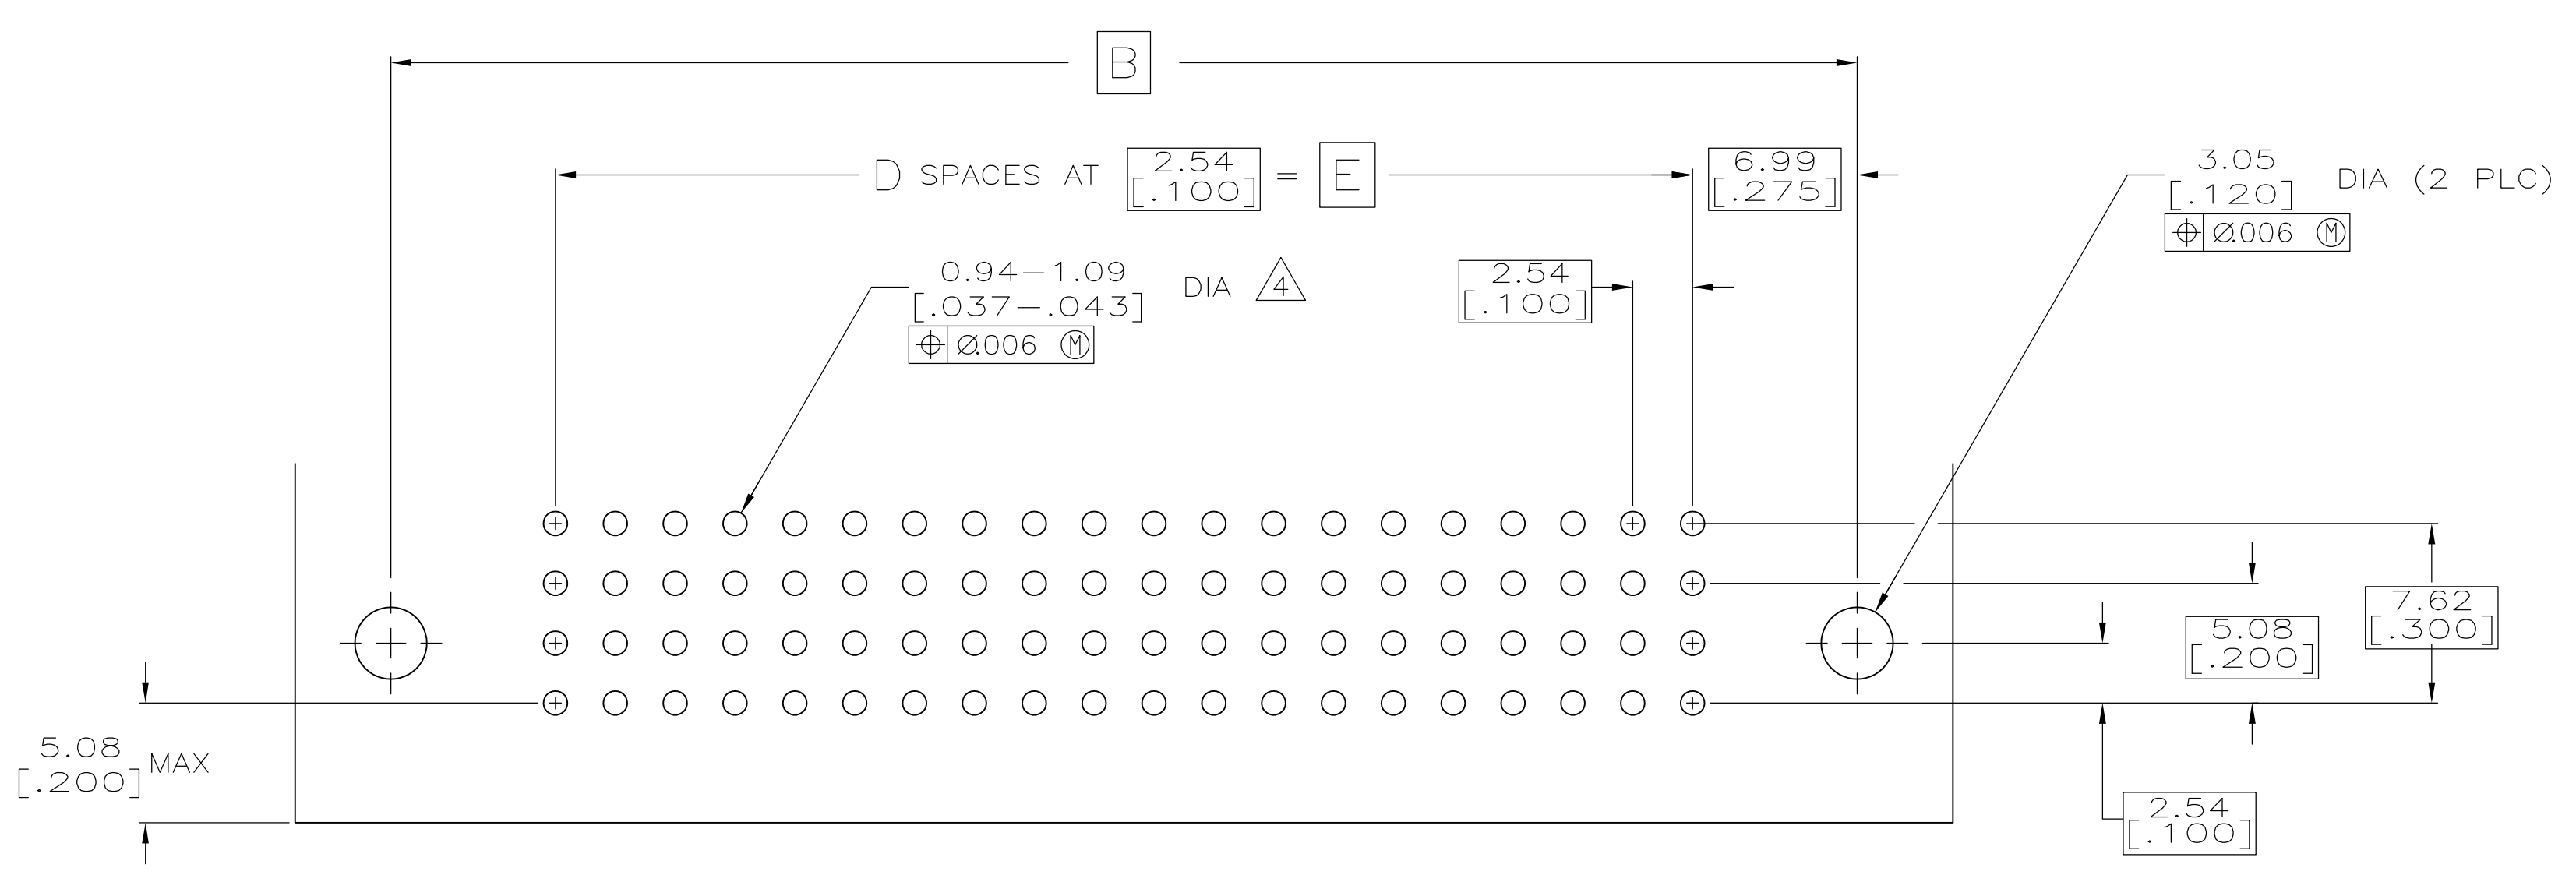 B
D SPACES AT 2.54 [.100] = E
6.99
[.275]
3.05
[.120] DIA (2 PLC)
⌖ Ø.006 Ⓜ
0.94-1.09
[.037-.043] DIA 4
⌖ Ø.006 Ⓜ
2.54
[.100]
7.62
[.300]
5.08
[.200]
5.08
[.200] MAX
2.54
[.100]